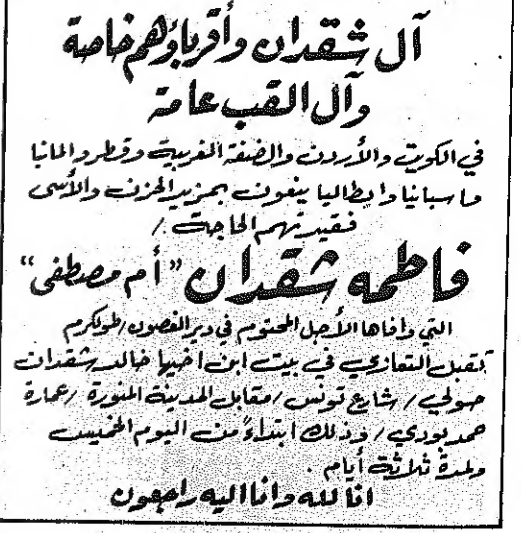 آل شقدان وأقرباؤهم خاصة
وآل القب عامة
في الكويت والأردن والضفة الغربية وقطر والمانيا
واسبانيا وايطاليا ينعون بمزيد الحزن والأسى
فقيدتهم الحاجة /
فاطمه شقدان "أم مصطفى"
التي وافاها الأجل المحتوم في دير الغصون / طولكرم
تقبل التعازي في بيت ابن اخيها خالد شقدان
حولي / شارع تونس / مقابل المدينة المنورة / عمارة
حمد بودي / وذلك ابتداءً من اليوم الخميس
ولمدة ثلاثة أيام .
انا لله وانا اليه راجعون